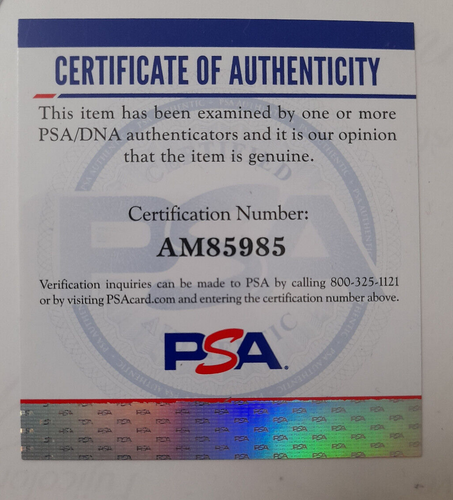 CERTIFICATE OF AUTHENTICITY
This item has been examined by one or more
PSA/DNA authenticators and it is our opinion
that the item is genuine.
Certification Number:
AM85985
Verification inquiries can be made to PSA by calling 800-325-1121
or by visiting PSAcard.com and entering the certification number above.
PSA.